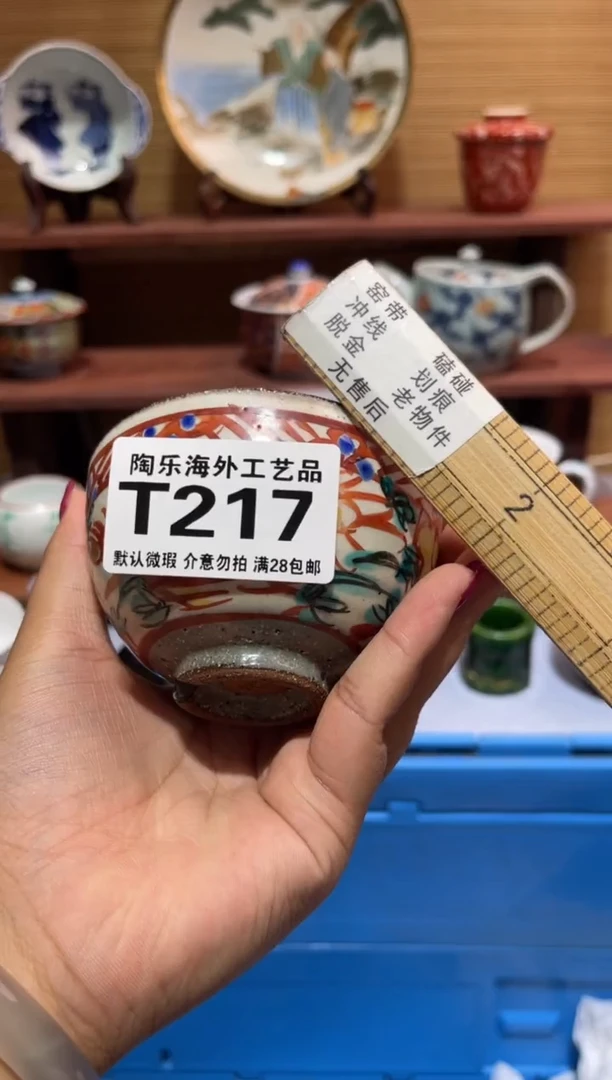 陶乐海外工艺品
T217
默认微瑕 介意勿拍 满28包邮
窑带 磕碰
冲线 划痕
脱金 老物件
无售后
2